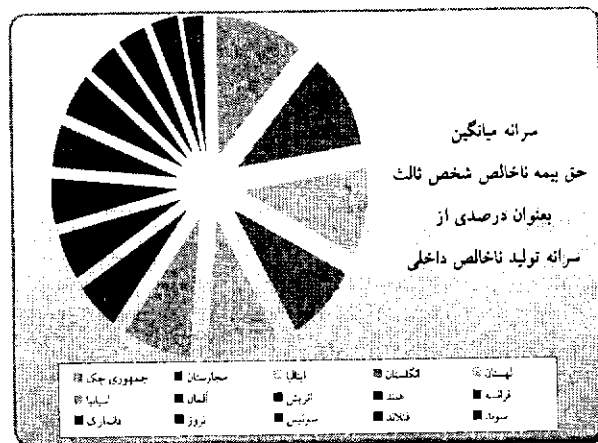 سرانه میانگین
حق بیمه ناخالص شخص ثالث
بعنوان درصدی از
سرانه تولید ناخالص داخلی
لهستان انگلستان ایتالیا مجارستان جمهوری چک
فرانسه هلند اتریش آلمان اسپانیا
سوئد فنلاند سوئیس نروژ دانمارک